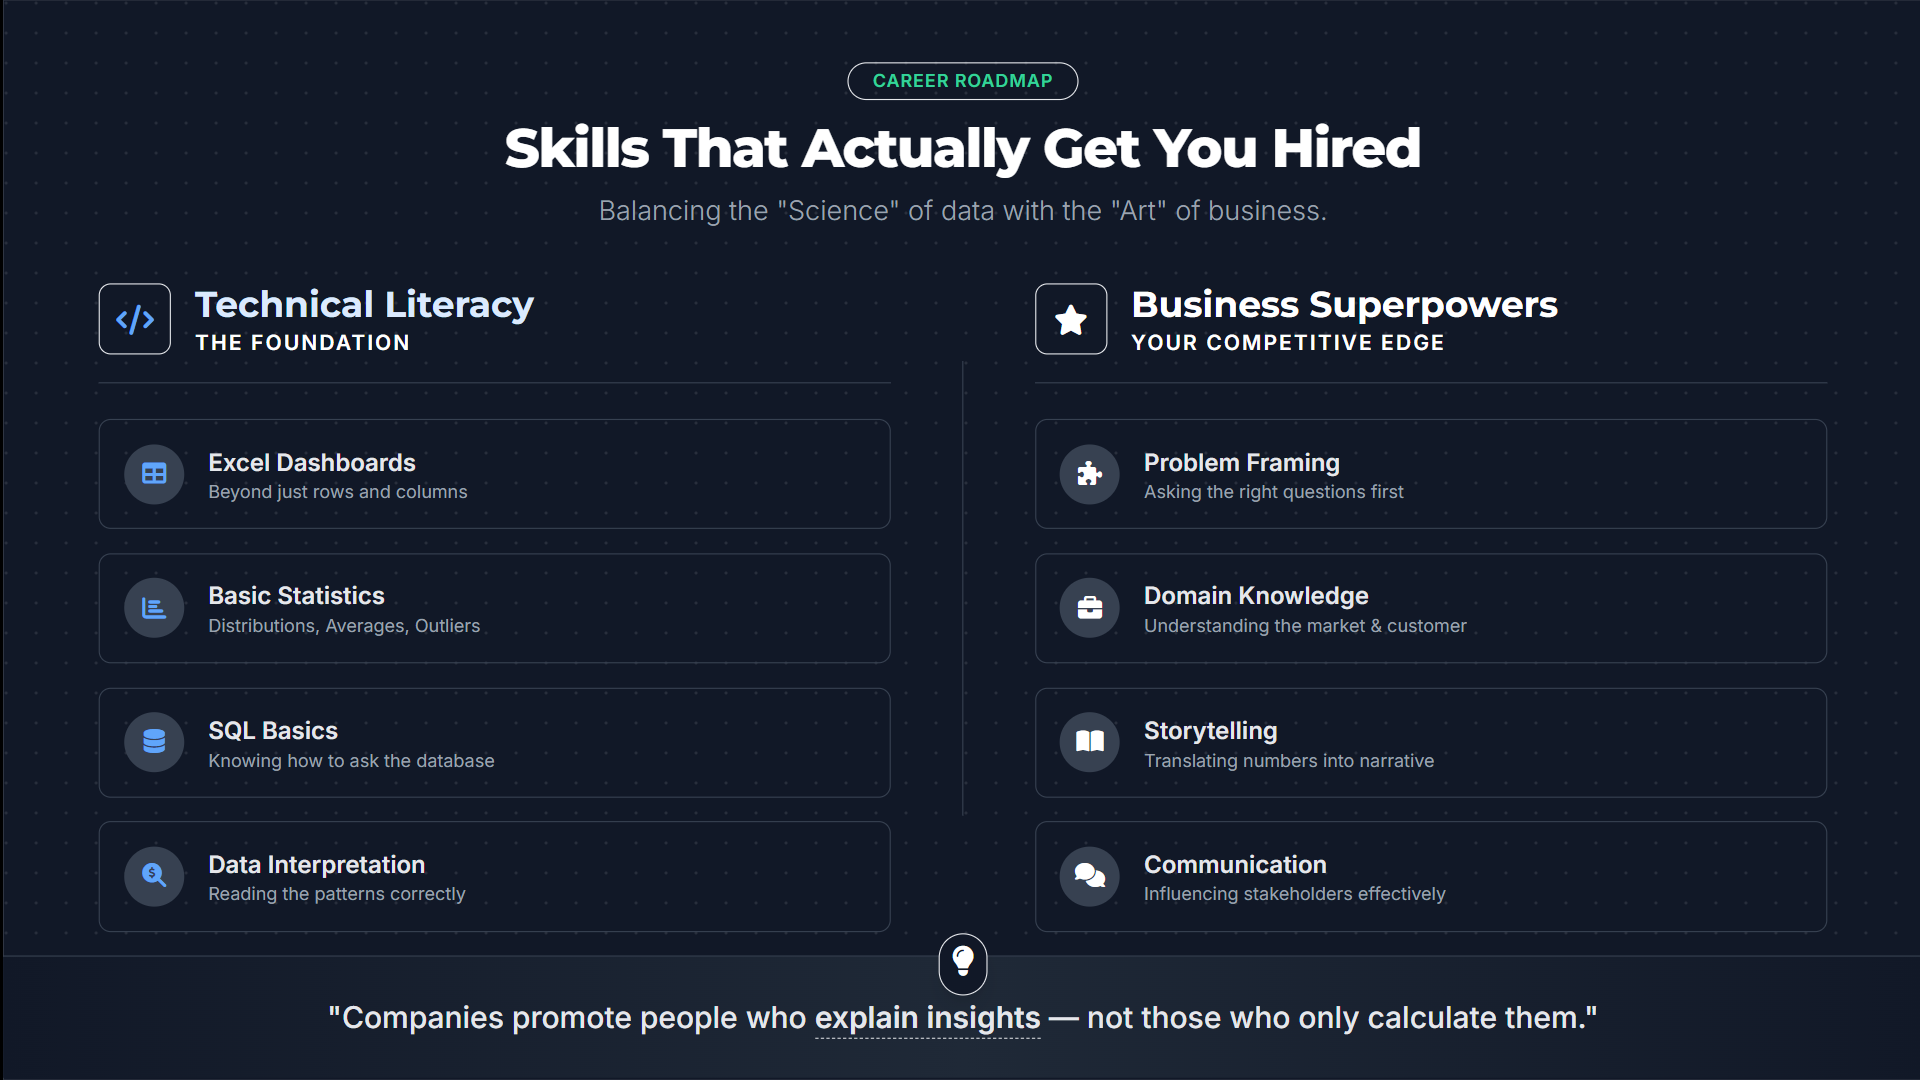 CAREER ROADMAP
Skills That Actually Get You Hired
Balancing the "Science" of data with the "Art" of business.
Technical Literacy
THE FOUNDATION
Excel Dashboards
Beyond just rows and columns
Basic Statistics
Distributions, Averages, Outliers
SQL Basics
Knowing how to ask the database
Data Interpretation
Reading the patterns correctly
Business Superpowers
YOUR COMPETITIVE EDGE
Problem Framing
Asking the right questions first
Domain Knowledge
Understanding the market & customer
Storytelling
Translating numbers into narrative
Communication
Influencing stakeholders effectively
"Companies promote people who explain insights — not those who only calculate them."